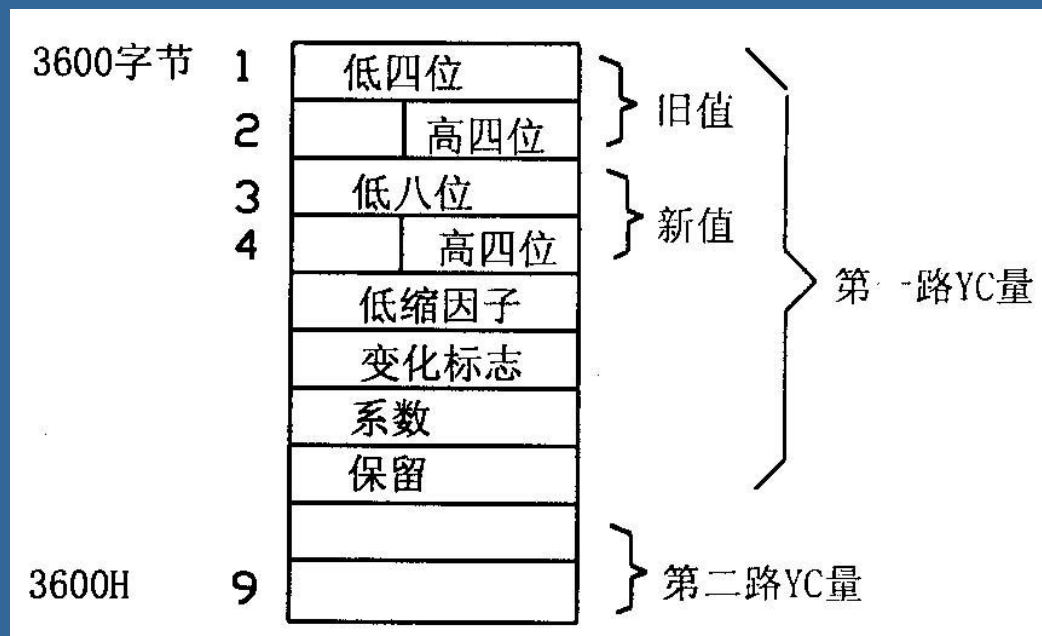 3600字节 1 低四位
2 高四位 旧值
3 低八位
4 高四位 新值
低缩因子 第一路YC量
变化标志
系数
保留
3600H 9 第二路YC量